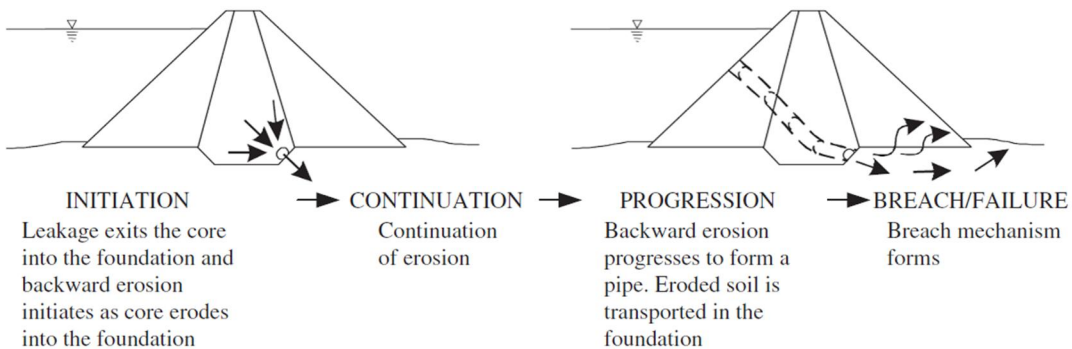 INITIATION
Leakage exits the core
into the foundation and
backward erosion
initiates as core erodes
into the foundation
CONTINUATION
Continuation
of erosion
PROGRESSION
Backward erosion
progresses to form a
pipe. Eroded soil is
transported in the
foundation
BREACH/FAILURE
Breach mechanism
forms